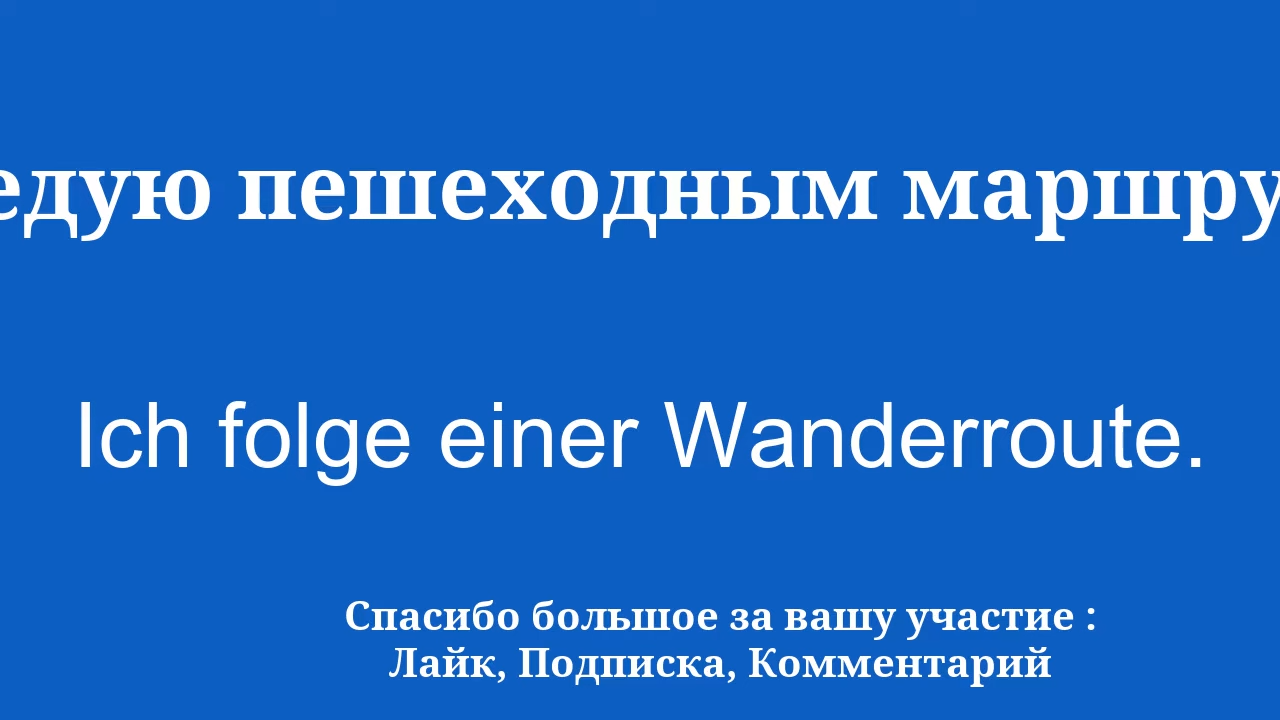 едую пешеходным маршру
Ich folge einer Wanderroute.
Спасибо большое за вашу участие :
Лайк, Подписка, Комментарий